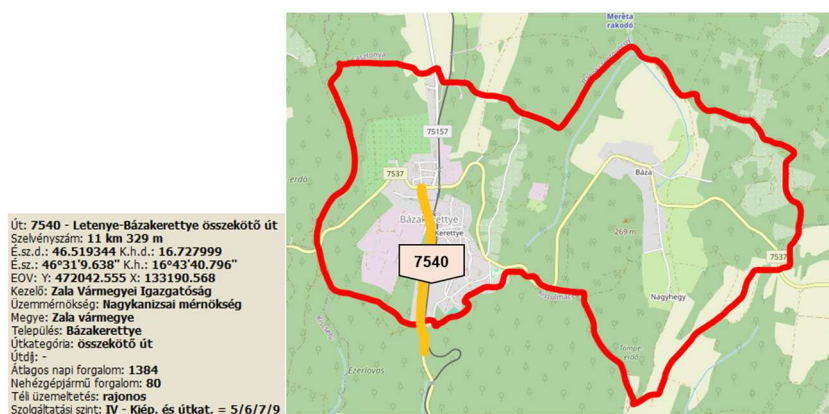 Út: 7540 - Letenye-Bázakerettye összekötő út
Szelvényszám: 11 km 329 m
É.sz.d.: 46.519344 K.h.d.: 16.727999
É.sz.: 46°31'9.638" K.h.: 16°43'40.796"
EOV: Y: 472042.555 X: 133190.568
Kezelő: Zala Vármegyei Igazgatóság
Üzemmérnökség: Nagykanizsai mérnökség
Megye: Zala vármegye
Település: Bázakerettye
Útkategória: összekötő út
Útdíj: -
Átlagos napi forgalom: 1384
Nehézgépjármű forgalom: 80
Téli üzemeltetés: rajonos
Szolgáltatási szint: IV - Kiép. és útkat. = 5/6/7/9
Meréta
rakodó
75157
7537
-erdő
Báza
Bázakerettye
Kerettye
269 m
7540
7537
Nagyhegy
Tompe
erdő
Ezerlovas